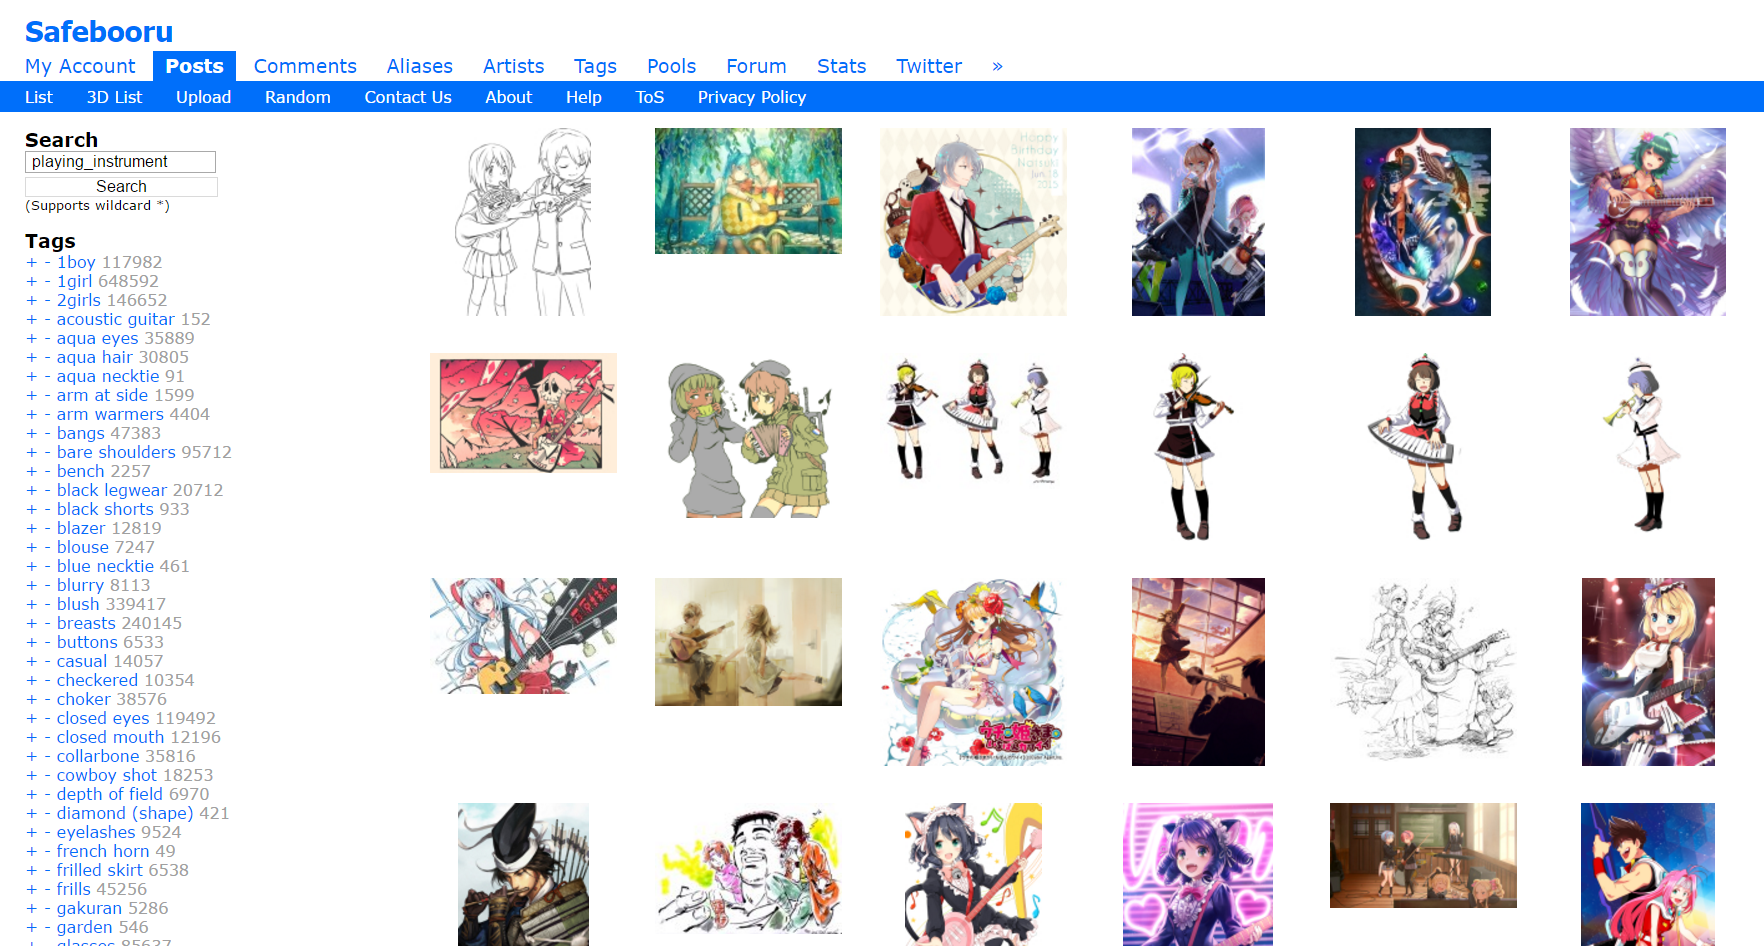 Safebooru
My Account Posts Comments Aliases Artists Tags Pools Forum Stats Twitter »
List 3D List Upload Random Contact Us About Help ToS Privacy Policy
Search
playing_instrument
Search
(Supports wildcard *)
Tags
+ - 1boy 117982
+ - 1girl 648592
+ - 2girls 146652
+ - acoustic guitar 152
+ - aqua eyes 35889
+ - aqua hair 30805
+ - aqua necktie 91
+ - arm at side 1599
+ - arm warmers 4404
+ - bangs 47383
+ - bare shoulders 95712
+ - bench 2257
+ - black legwear 20712
+ - black shorts 933
+ - blazer 12819
+ - blouse 7247
+ - blue necktie 461
+ - blurry 8113
+ - blush 339417
+ - breasts 240145
+ - buttons 6533
+ - casual 14057
+ - checkered 10354
+ - choker 38576
+ - closed eyes 119492
+ - closed mouth 12196
+ - collarbone 35816
+ - cowboy shot 18253
+ - depth of field 6970
+ - diamond (shape) 421
+ - eyelashes 9524
+ - french horn 49
+ - frilled skirt 6538
+ - frills 45256
+ - gakuran 5286
+ - garden 546
+ - glasses 85637
Happy
Birthday
Natsuki
Jun.18
2015